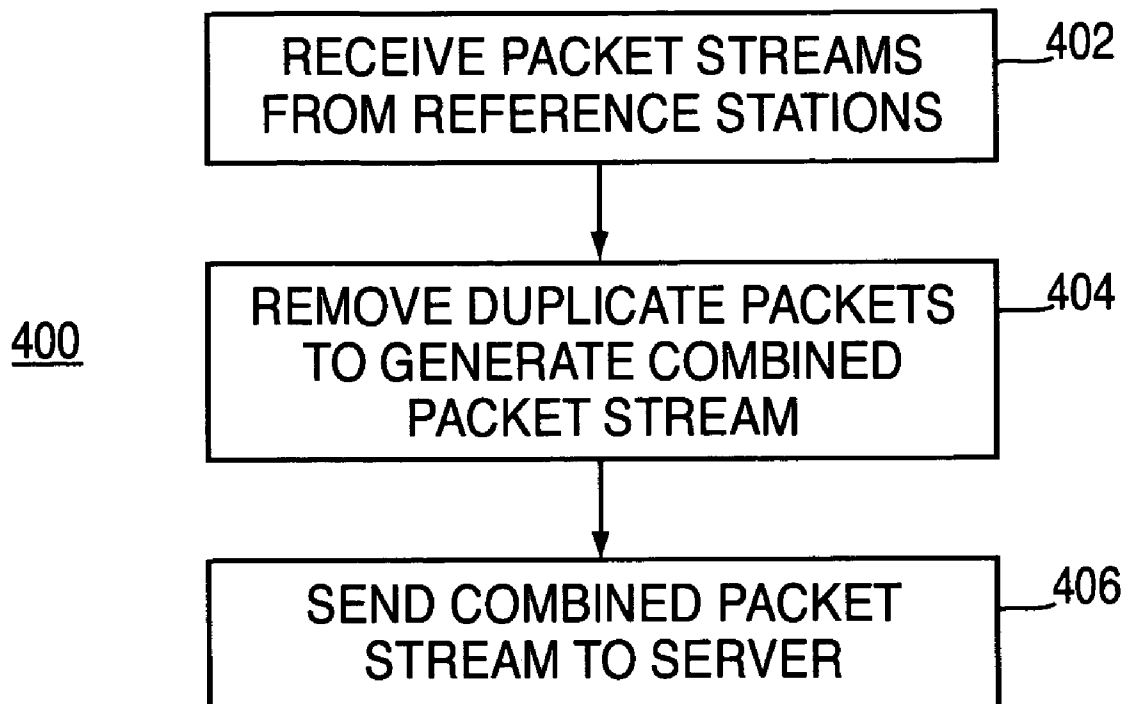 RECEIVE PACKET STREAMS
FROM REFERENCE STATIONS
402
REMOVE DUPLICATE PACKETS
TO GENERATE COMBINED
PACKET STREAM
404
400
SEND COMBINED PACKET
STREAM TO SERVER
406